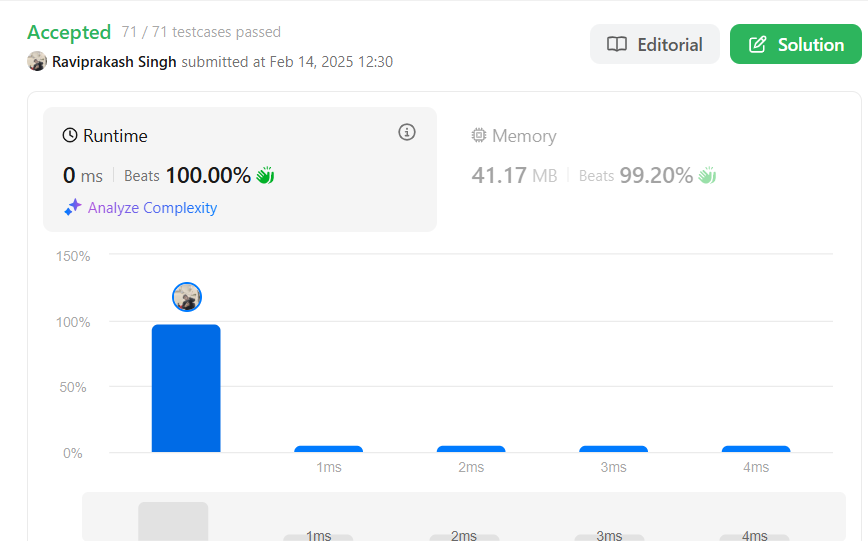 Accepted 71 / 71 testcases passed
Editorial
Solution
Raviprakash Singh submitted at Feb 14, 2025 12:30
Runtime
0 ms | Beats 100.00%
Analyze Complexity
Memory
41.17 MB | Beats 99.20%
150%
100%
50%
0%
1ms 2ms 3ms 4ms
1ms 2ms 3ms 4ms